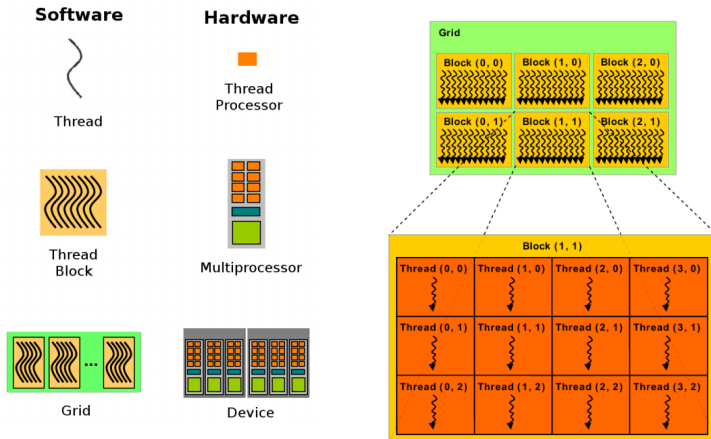 Software
Hardware
Thread
Thread
Processor
Thread
Block
Multiprocessor
...
Grid
Device
Grid
Block (0, 0)
Block (1, 0)
Block (2, 0)
Block (0, 1)
Block (1, 1)
Block (2, 1)
Block (1, 1)
Thread (0, 0)
Thread (1, 0)
Thread (2, 0)
Thread (3, 0)
Thread (0, 1)
Thread (1, 1)
Thread (2, 1)
Thread (3, 1)
Thread (0, 2)
Thread (1, 2)
Thread (2, 2)
Thread (3, 2)